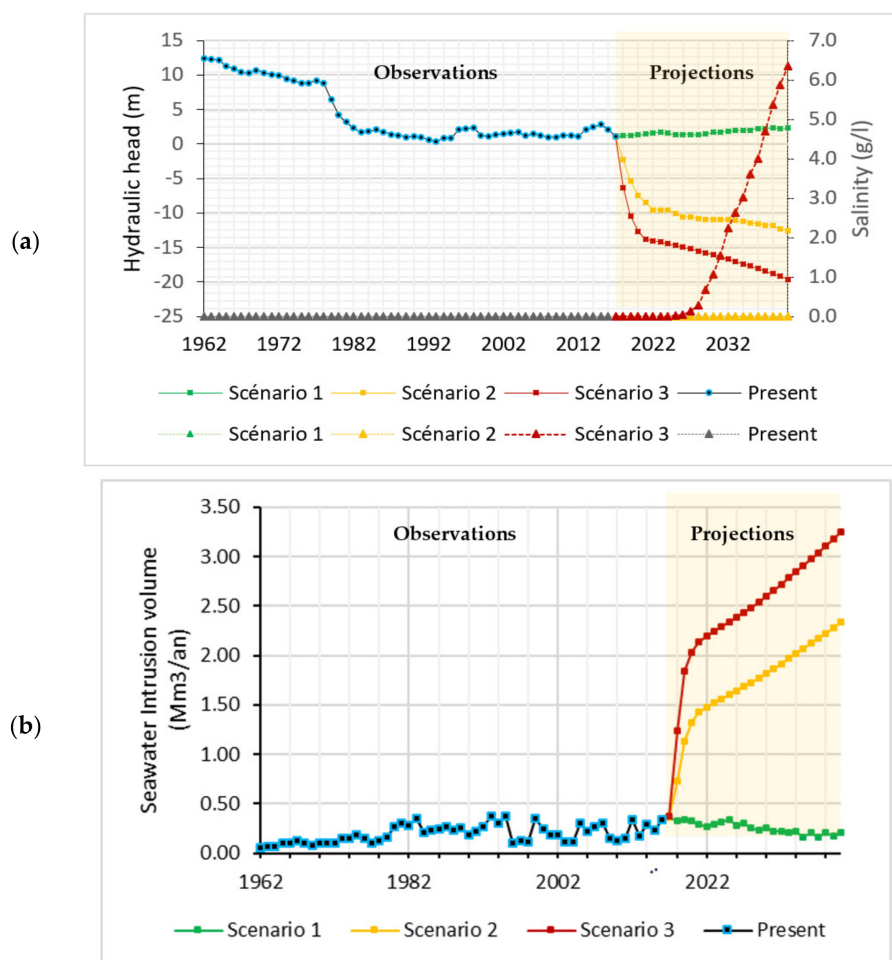 (a)
Hydraulic head (m)
15
10
5
0
-5
-10
-15
-20
-25
Observations
Projections
7.0
6.0
5.0
4.0
3.0
2.0
1.0
0.0
Salinity (g/l)
1962 1972 1982 1992 2002 2012 2022 2032
Scénario 1 Scénario 2 Scénario 3 Present
Scénario 1 Scénario 2 Scénario 3 Present
(b)
Seawater Intrusion volume
(Mm3/an)
3.50
3.00
2.50
2.00
1.50
1.00
0.50
0.00
Observations
Projections
1962 1982 2002 2022
Scénario 1 Scenario 2 Scenario 3 Present